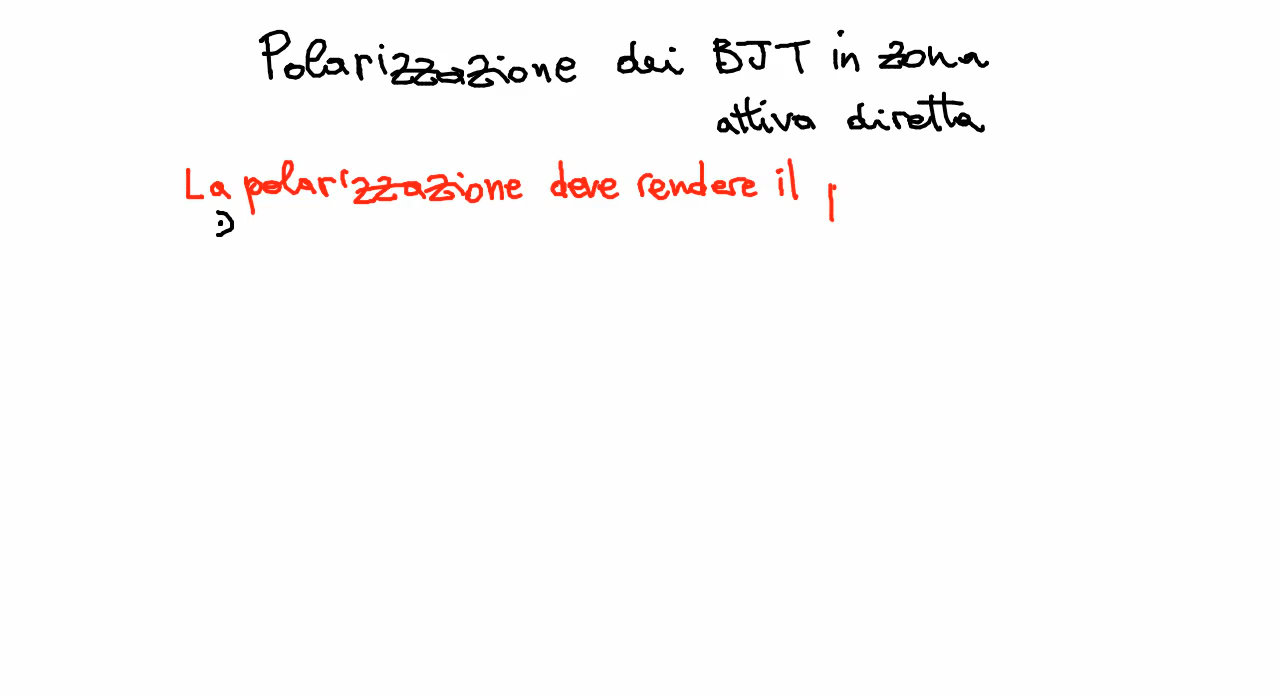 Polarizzazione dei BJT in zona
attiva diretta
La polarizzazione deve rendere il